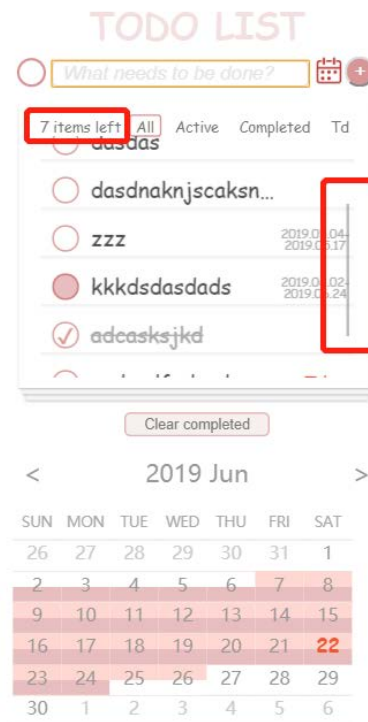 TODO LIST
What needs to be done?
+
7 items left All Active Completed Td
dasdas
dasdnaknjscaksn...
zzz
kkkdsdasdads
adcasksjkd
Clear completed
< 2019 Jun >
SUN MON TUE WED THU FRI SAT
26 27 28 29 30 31 1
2 3 4 5 6 7 8
9 10 11 12 13 14 15
16 17 18 19 20 21 22
23 24 25 26 27 28 29
30 1 2 3 4 5 6